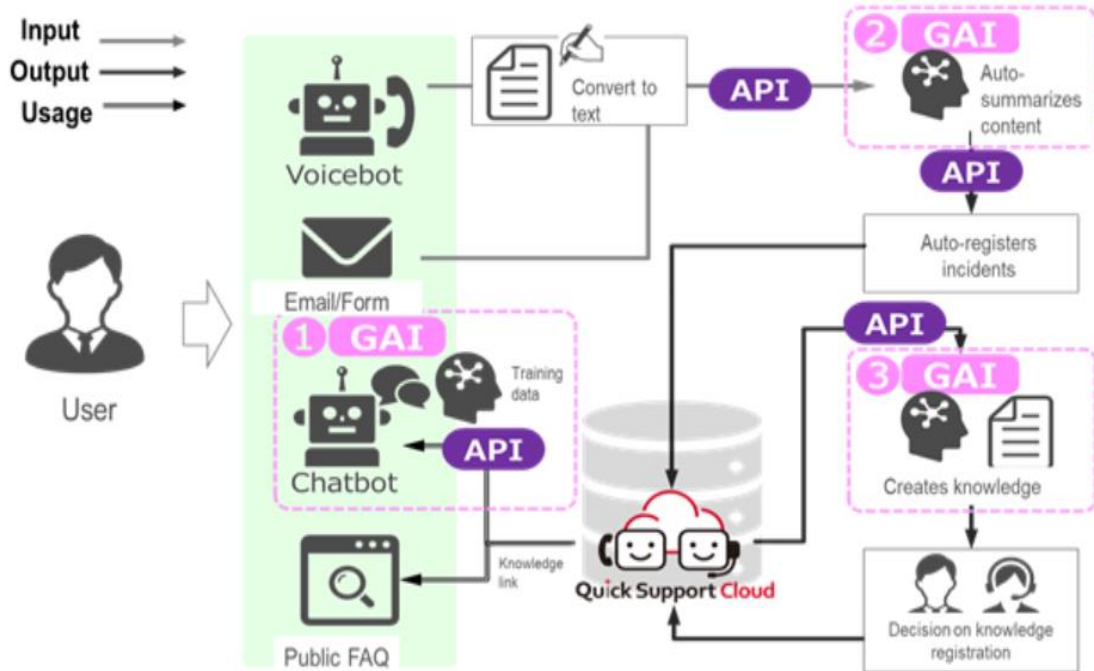 Input
Output
Usage
User
Voicebot
Email/Form
1 GAI
Training
data
API
Chatbot
Knowledge
link
Public FAQ
Convert to
text
API
2 GAI
Auto-
summarizes
content
API
Auto-registers
incidents
API
3 GAI
Creates knowledge
Decision on knowledge
registration
Quick Support Cloud